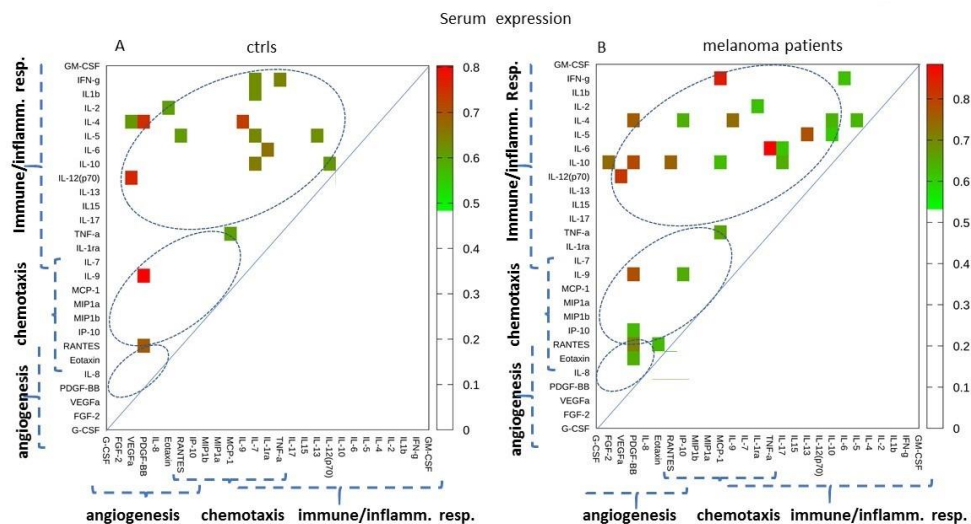 Serum expression
A
ctrls
Immune/inflamm. resp.
chemotaxis
angiogenesis
GM-CSF
IFN-g
IL1b
IL-2
IL-4
IL-5
IL-6
IL-10
IL-12(p70)
IL-13
IL15
IL-17
TNF-a
IL-1ra
IL-7
IL-9
MCP-1
MIP1a
MIP1b
IP-10
RANTES
Eotaxin
IL-8
PDGF-BB
VEGFa
FGF-2
G-CSF
G-CSF
FGF-2
VEGFa
PDGF-BB
IL-8
Eotaxin
RANTES
IP-10
MIP1b
MIP1a
MCP-1
IL-9
IL-7
IL-1ra
TNF-a
IL-17
IL15
IL-13
IL-12(p70)
IL-10
IL-6
IL-5
IL-4
IL-2
IL1b
IFN-g
GM-CSF
0.8
0.7
0.6
0.5
0.4
0.3
0.2
0.1
0
angiogenesis chemotaxis immune/inflamm. resp.
B
melanoma patients
Immune/inflamm. Resp.
chemotaxis
angiogenesis
GM-CSF
IFN-g
IL1b
IL-2
IL-4
IL-5
IL-6
IL-10
IL-12(p70)
IL-13
IL15
IL-17
TNF-a
IL-1ra
IL-7
IL-9
MCP-1
MIP1a
MIP1b
IP-10
RANTES
Eotaxin
IL-8
PDGF-BB
VEGFa
FGF-2
G-CSF
G-CSF
FGF-2
VEGFa
PDGF-BB
IL-8
Eotaxin
RANTES
IP-10
MIP1b
MIP1a
MCP-1
IL-9
IL-7
IL-1ra
TNF-a
IL-17
IL15
IL-13
IL-12(p70)
IL-10
IL-6
IL-5
IL-4
IL-2
IL1b
IFN-g
GM-CSF
0.8
0.7
0.6
0.5
0.4
0.3
0.2
0.1
0
angiogenesis chemotaxis immune/inflamm. resp.